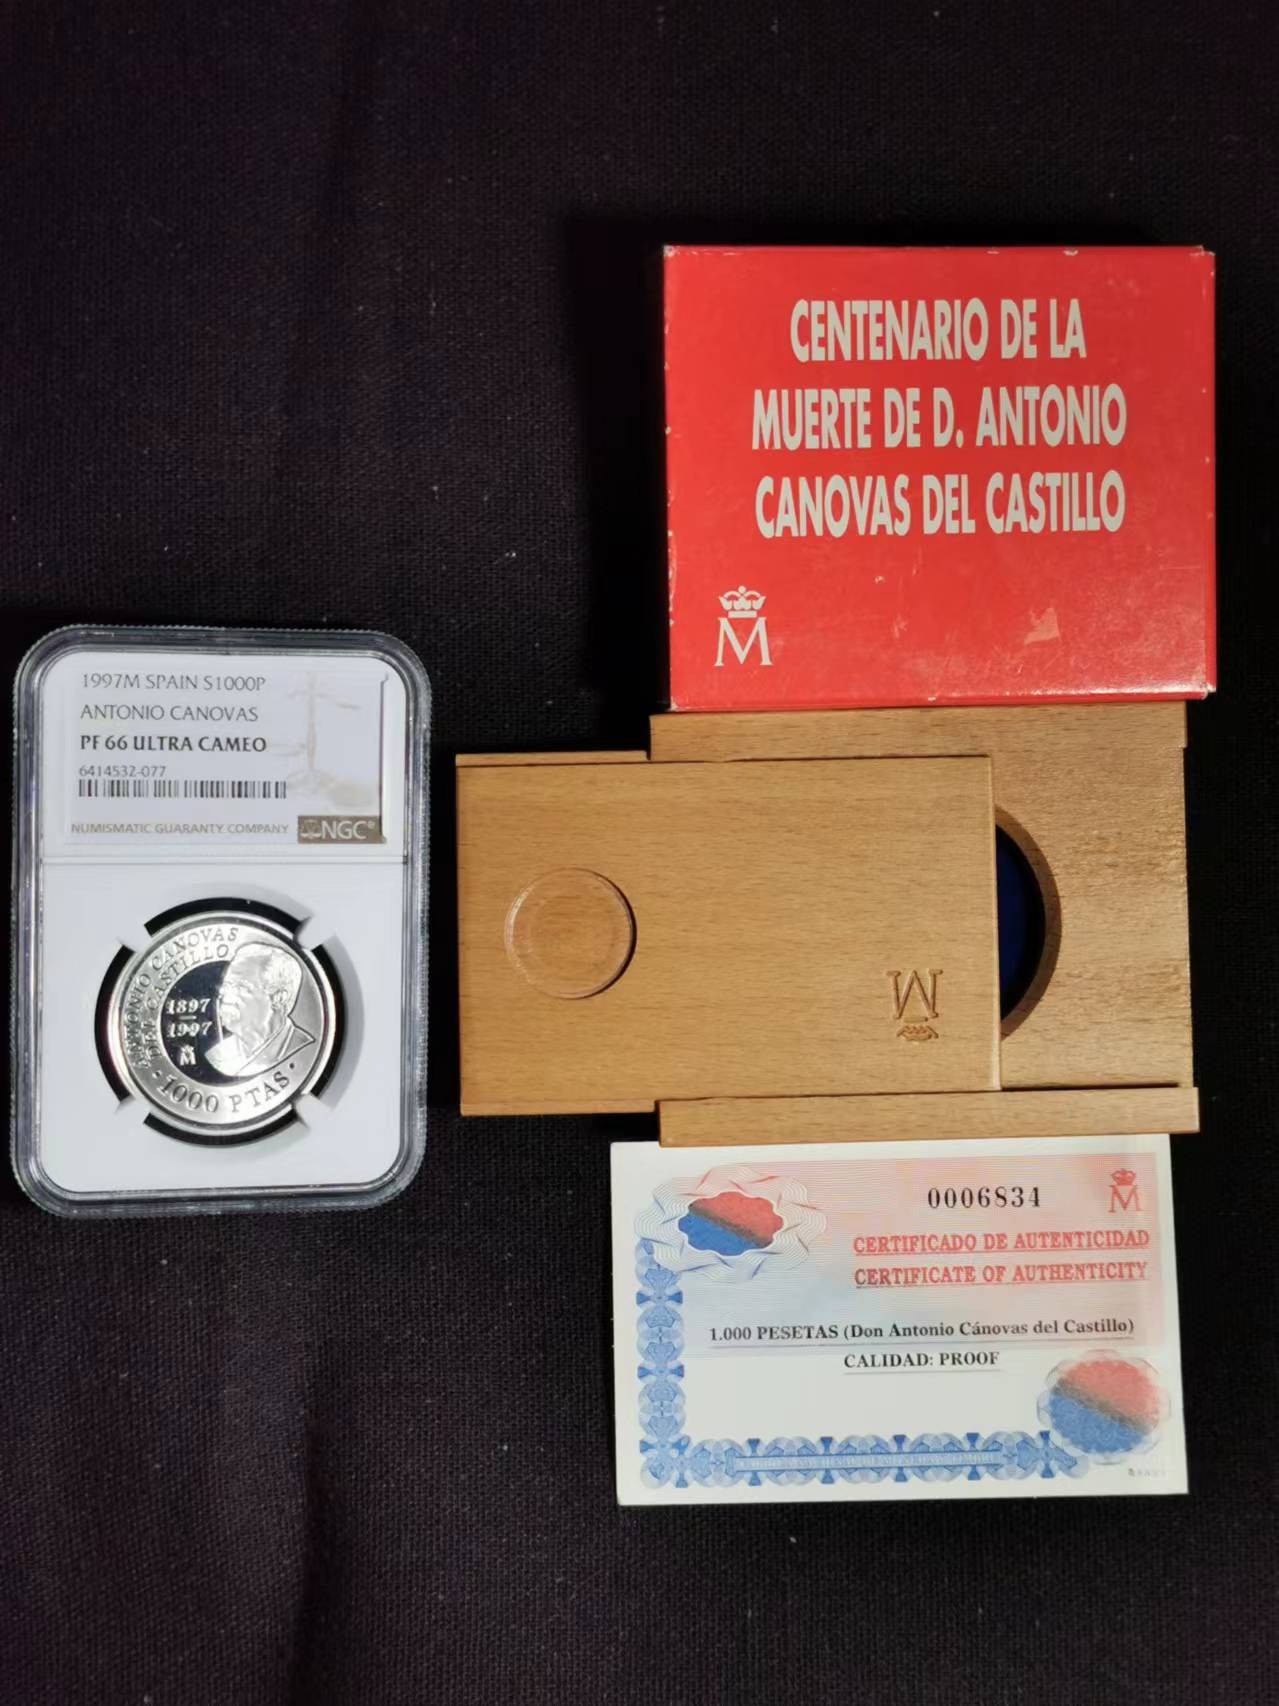 CENTENARIO DE LA
MUERTE DE D. ANTONIO
CANOVAS DEL CASTILLO
M
1997M SPAIN S1000P
ANTONIO CANOVAS
PF 66 ULTRA CAMEO
6414532-077
NUMISMATIC GUARANTY COMPANY NGC®
ANTONIO CANOVAS
DEL CASTILLO
1897
1997
M
·1000 PTAS·
M
0006834
M
CERTIFICADO DE AUTENTICIDAD
CERTIFICATE OF AUTHENTICITY
1.000 PESETAS (Don Antonio Cánovas del Castillo)
CALIDAD: PROOF